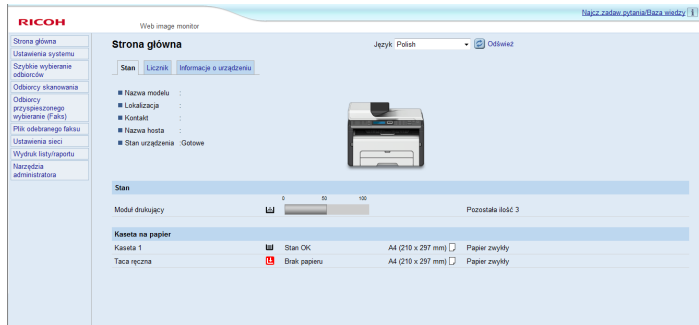 Najcz zadaw.pytania/Baza wiedzy
RICOH
Web image monitor
Strona główna
Ustawienia systemu
Szybkie wybieranie
odbiorców
Odbiorcy skanowania
Odbiorcy
przyspieszonego
wybieranie (Faks)
Plik odebranego faksu
Ustawienia sieci
Wydruk listy/raportu
Narzędzia
administratora
Strona główna
Język Polish Odśwież
Stan Licznik Informacje o urządzeniu
Nazwa modelu :
Lokalizacja :
Kontakt :
Nazwa hosta :
Stan urządzenia :Gotowe
Stan
0 50 100
Moduł drukujący Pozostała ilość 3
Kaseta na papier
Kaseta 1 Stan OK A4 (210 x 297 mm) Papier zwykły
Taca ręczna Brak papieru A4 (210 x 297 mm) Papier zwykły